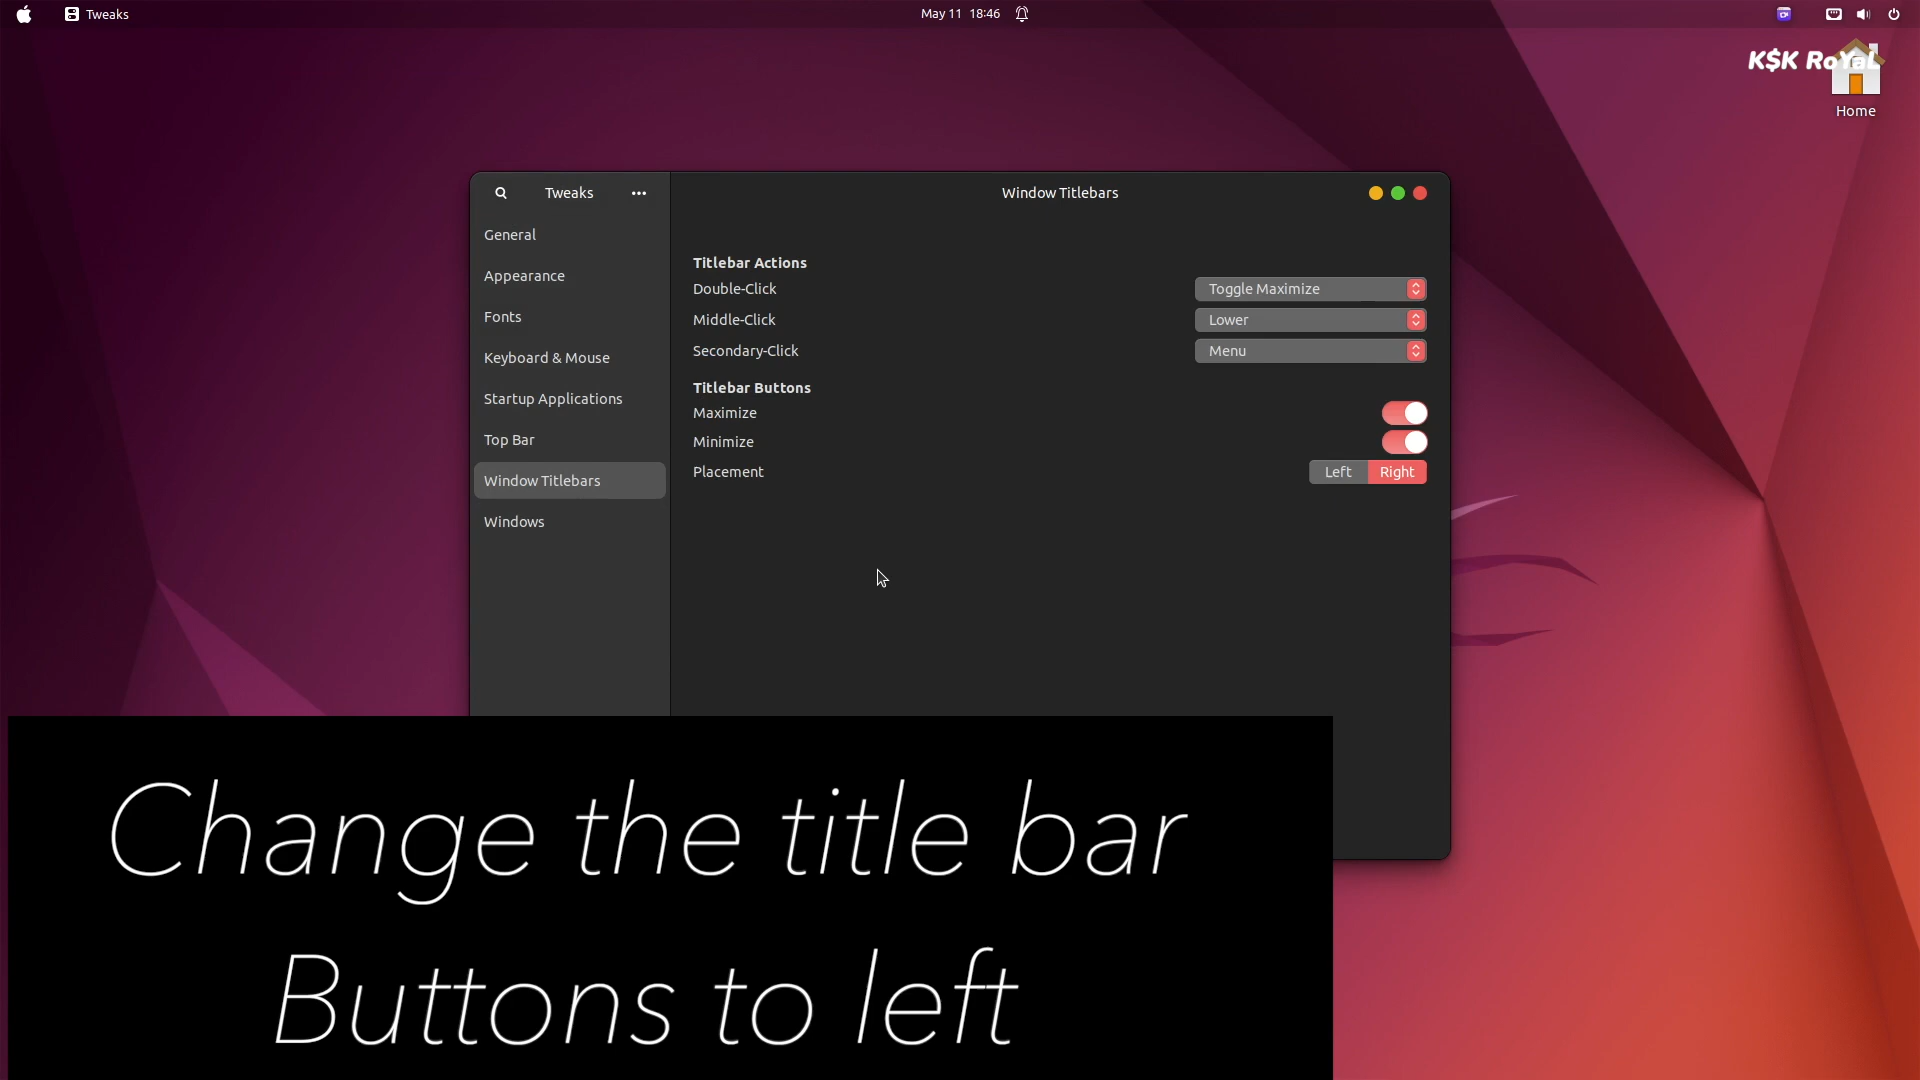 Tweaks
May 11 18:46
K$K RoYaL
Home
Tweaks
Window Titlebars
General
Appearance
Fonts
Keyboard & Mouse
Startup Applications
Top Bar
Window Titlebars
Windows
Titlebar Actions
Double-Click
Toggle Maximize
Middle-Click
Lower
Secondary-Click
Menu
Titlebar Buttons
Maximize
Minimize
Placement
Left Right
Change the title bar
Buttons to left